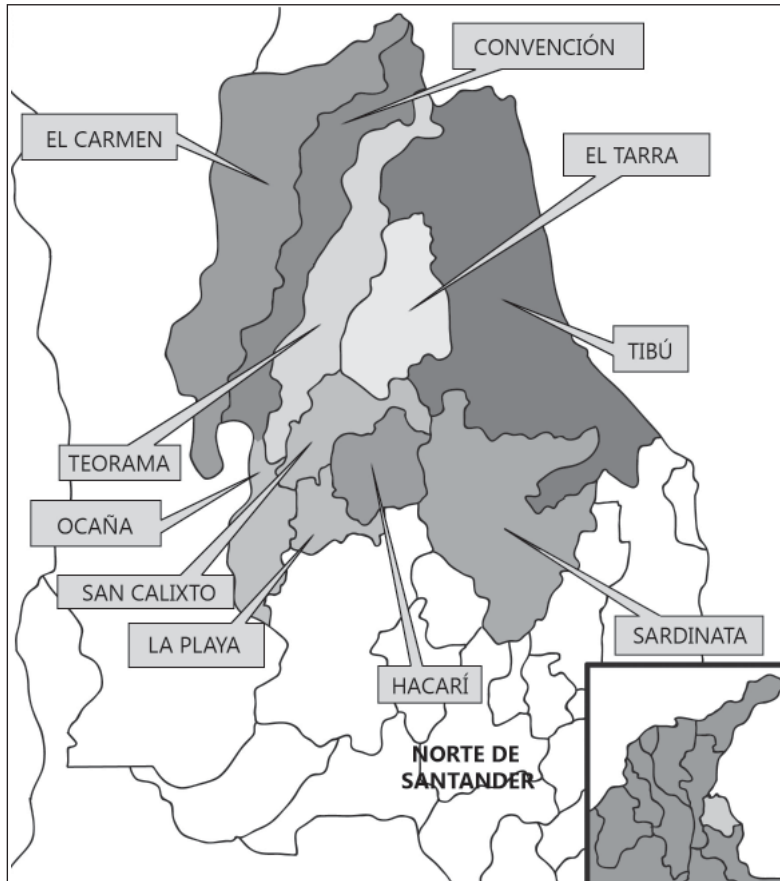 CONVENCIÓN
EL CARMEN
EL TARRA
TIBÚ
TEORAMA
OCAÑA
SAN CALIXTO
LA PLAYA
SARDINATA
HACARÍ
NORTE DE
SANTANDER